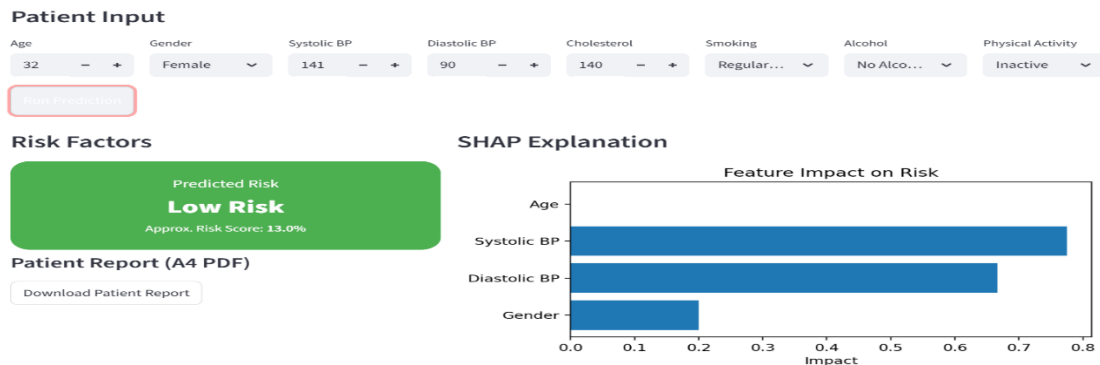 Patient Input
Age Gender Systolic BP Diastolic BP Cholesterol Smoking Alcohol Physical Activity
32 − + Female 141 − + 90 − + 140 − + Regular... No Alco... Inactive
Run Prediction
Risk Factors
Predicted Risk
Low Risk
Approx. Risk Score: 13.0%
Patient Report (A4 PDF)
Download Patient Report
SHAP Explanation
Feature Impact on Risk
Age
Systolic BP
Diastolic BP
Gender
0.0 0.1 0.2 0.3 0.4 0.5 0.6 0.7 0.8
Impact